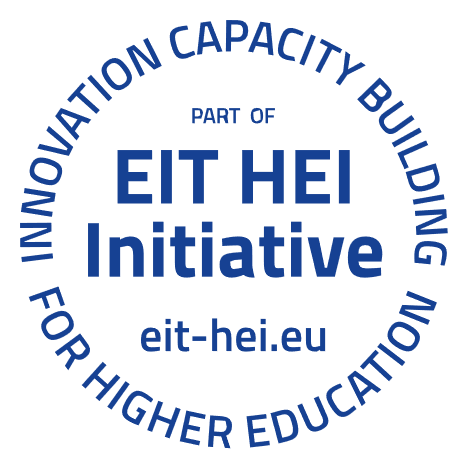 INNOVATION CAPACITY BUILDING
PART OF
EIT HEI
Initiative
eit-hei.eu
FOR HIGHER EDUCATION